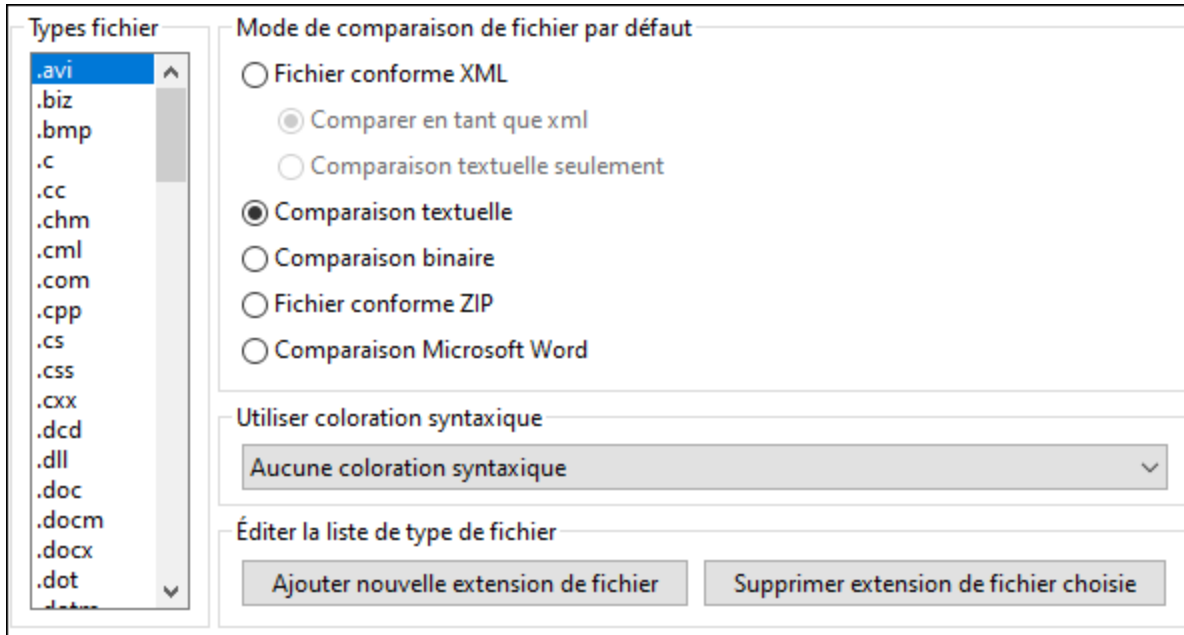 Types fichier
.avi
.biz
.bmp
.c
.cc
.chm
.cml
.com
.cpp
.cs
.css
.cxx
.dcd
.dll
.doc
.docm
.docx
.dot
Mode de comparaison de fichier par défaut
Fichier conforme XML
Comparer en tant que xml
Comparaison textuelle seulement
Comparaison textuelle
Comparaison binaire
Fichier conforme ZIP
Comparaison Microsoft Word
Utiliser coloration syntaxique
Aucune coloration syntaxique
Éditer la liste de type de fichier
Ajouter nouvelle extension de fichier
Supprimer extension de fichier choisie